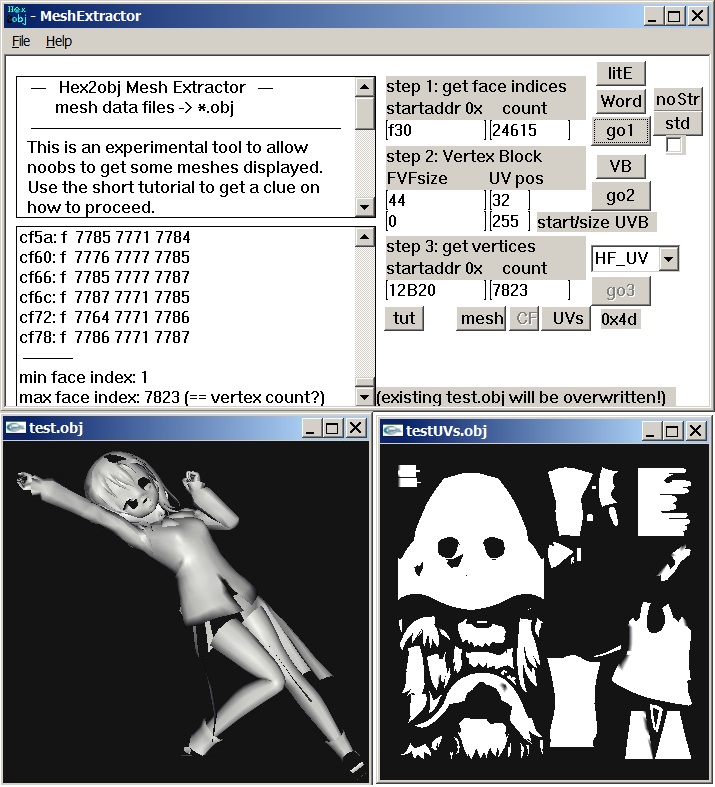 Hex
obj - MeshExtractor
File Help
— Hex2obj Mesh Extractor —
mesh data files -> *.obj
This is an experimental tool to allow
noobs to get some meshes displayed.
Use the short tutorial to get a clue on
how to proceed.
cf5a: f 7785 7771 7784
cf60: f 7776 7777 7785
cf66: f 7785 7777 7787
cf6c: f 7787 7771 7785
cf72: f 7764 7771 7786
cf78: f 7786 7771 7787
min face index: 1
max face index: 7823 (== vertex count?)
step 1: get face indices
startaddr 0x count
f30 24615
litE
Word noStr
go1 std
step 2: Vertex Block
FVFsize UV pos
44 32
0 255 start/size UVB
VB
go2
step 3: get vertices
startaddr 0x count
12B20 7823
HF_UV
go3
tut mesh CF UVs 0x4d
(existing test.obj will be overwritten!)
test.obj
testUVs.obj